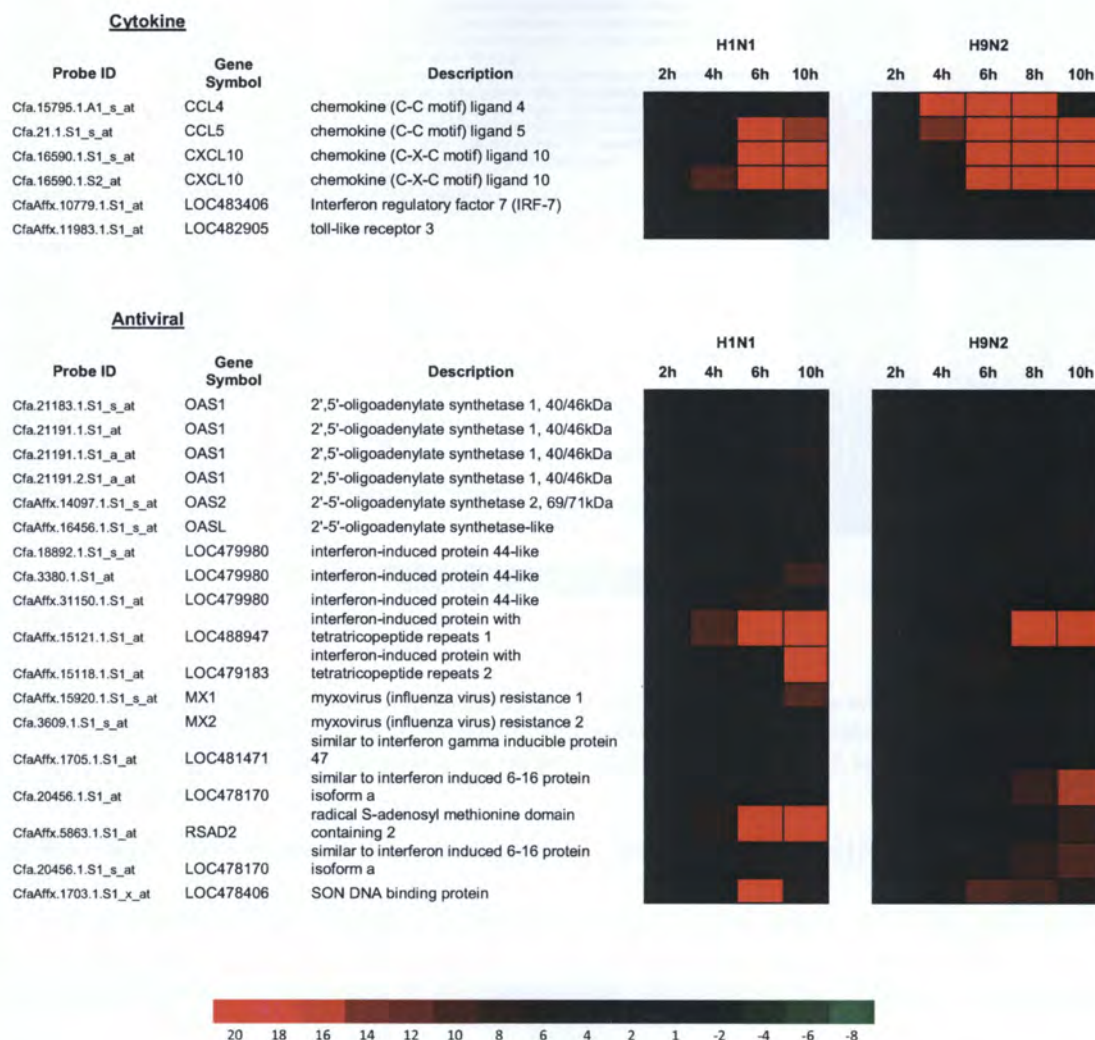 Cytokine
H1N1 H9N2
Probe ID Gene Symbol Description 2h 4h 6h 10h 2h 4h 6h 8h 10h
Cfa.15795.1.A1_s_at CCL4 chemokine (C-C motif) ligand 4
Cfa.21.1.S1_s_at CCL5 chemokine (C-C motif) ligand 5
Cfa.16590.1.S1_s_at CXCL10 chemokine (C-X-C motif) ligand 10
Cfa.16590.1.S2_at CXCL10 chemokine (C-X-C motif) ligand 10
CfaAffx.10779.1.S1_at LOC483406 Interferon regulatory factor 7 (IRF-7)
CfaAffx.11983.1.S1_at LOC482905 toll-like receptor 3
Antiviral
H1N1 H9N2
Probe ID Gene Symbol Description 2h 4h 6h 10h 2h 4h 6h 8h 10h
Cfa.21183.1.S1_s_at OAS1 2',5'-oligoadenylate synthetase 1, 40/46kDa
Cfa.21191.1.S1_at OAS1 2',5'-oligoadenylate synthetase 1, 40/46kDa
Cfa.21191.1.S1_a_at OAS1 2',5'-oligoadenylate synthetase 1, 40/46kDa
Cfa.21191.2.S1_a_at OAS1 2',5'-oligoadenylate synthetase 1, 40/46kDa
CfaAffx.14097.1.S1_s_at OAS2 2'-5'-oligoadenylate synthetase 2, 69/71kDa
CfaAffx.16456.1.S1_s_at OASL 2'-5'-oligoadenylate synthetase-like
Cfa.18892.1.S1_s_at LOC479980 interferon-induced protein 44-like
Cfa.3380.1.S1_at LOC479980 interferon-induced protein 44-like
CfaAffx.31150.1.S1_at LOC479980 interferon-induced protein 44-like
CfaAffx.15121.1.S1_at LOC488947 interferon-induced protein with
tetratricopeptide repeats 1
CfaAffx.15118.1.S1_at LOC479183 interferon-induced protein with
tetratricopeptide repeats 2
CfaAffx.15920.1.S1_s_at MX1 myxovirus (influenza virus) resistance 1
Cfa.3609.1.S1_s_at MX2 myxovirus (influenza virus) resistance 2
CfaAffx.1705.1.S1_at LOC481471 similar to interferon gamma inducible protein
47
Cfa.20456.1.S1_at LOC478170 similar to interferon induced 6-16 protein
isoform a
CfaAffx.5863.1.S1_at RSAD2 radical S-adenosyl methionine domain
containing 2
Cfa.20456.1.S1_s_at LOC478170 similar to interferon induced 6-16 protein
isoform a
CfaAffx.1703.1.S1_x_at LOC478406 SON DNA binding protein
20 18 16 14 12 10 8 6 4 2 1 -2 -4 -6 -8